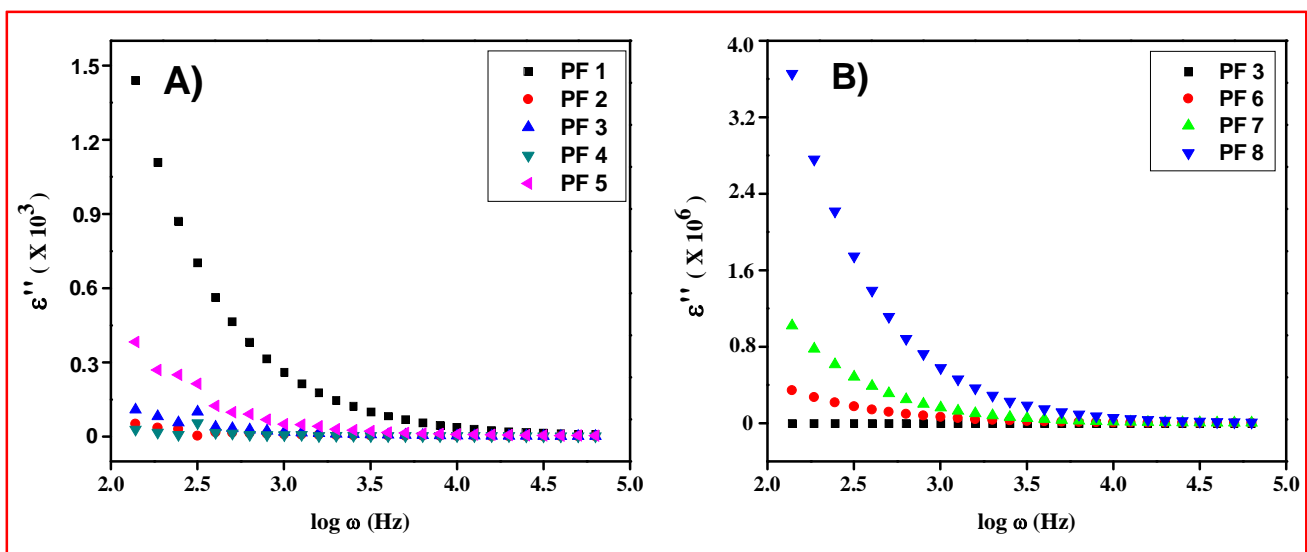 A)
PF 1
PF 2
PF 3
PF 4
PF 5
1.5
1.2
0.9
0.6
0.3
0
ε'' ( X 10³ )
2.0 2.5 3.0 3.5 4.0 4.5 5.0
log ω (Hz)
B)
PF 3
PF 6
PF 7
PF 8
4.0
3.2
2.4
1.6
0.8
0
ε'' ( X 10⁶ )
2.0 2.5 3.0 3.5 4.0 4.5 5.0
log ω (Hz)